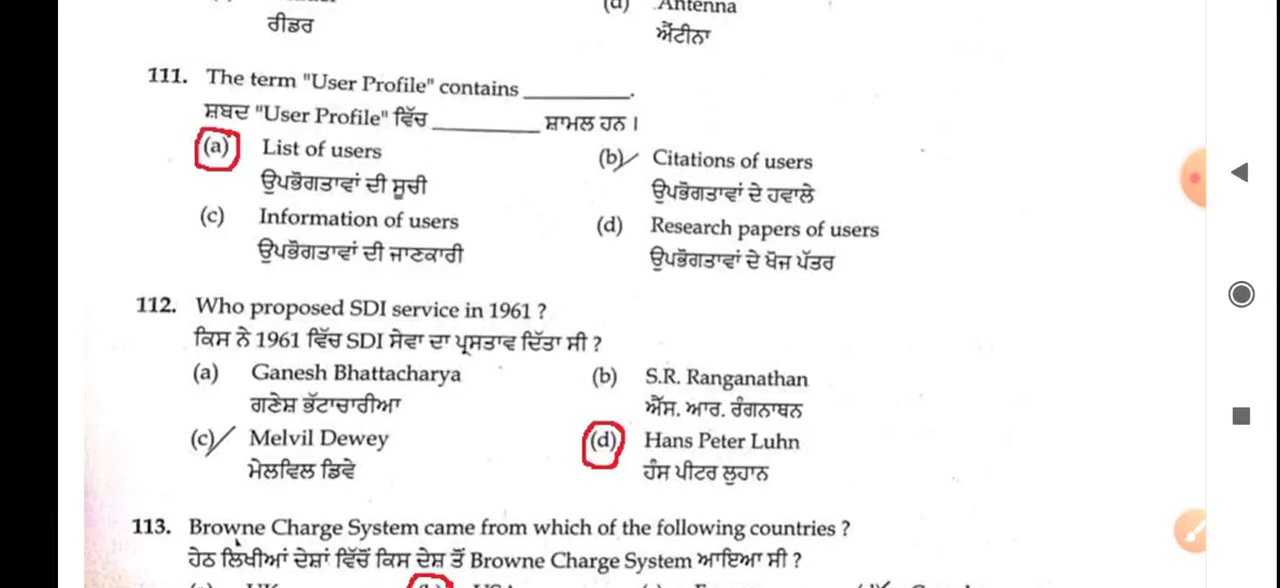 (d) Antenna
ਰੀਡਰ
ਐਂਟੀਨਾ
111. The term "User Profile" contains __________.
ਸ਼ਬਦ "User Profile" ਵਿੱਚ __________ ਸ਼ਾਮਲ ਹਨ ।
(a) List of users
ਉਪਭੋਗਤਾਵਾਂ ਦੀ ਸੂਚੀ
(b) Citations of users
ਉਪਭੋਗਤਾਵਾਂ ਦੇ ਹਵਾਲੇ
(c) Information of users
ਉਪਭੋਗਤਾਵਾਂ ਦੀ ਜਾਣਕਾਰੀ
(d) Research papers of users
ਉਪਭੋਗਤਾਵਾਂ ਦੇ ਖੋਜ ਪੱਤਰ
112. Who proposed SDI service in 1961 ?
ਕਿਸ ਨੇ 1961 ਵਿੱਚ SDI ਸੇਵਾ ਦਾ ਪ੍ਰਸਤਾਵ ਦਿੱਤਾ ਸੀ ?
(a) Ganesh Bhattacharya
ਗਣੇਸ਼ ਭੱਟਾਚਾਰੀਆ
(b) S.R. Ranganathan
ਐੱਸ. ਆਰ. ਰੰਗਨਾਥਨ
(c) Melvil Dewey
ਮੇਲਵਿਲ ਡਿਵੇ
(d) Hans Peter Luhn
ਹੰਸ ਪੀਟਰ ਲੁਹਾਨ
113. Browne Charge System came from which of the following countries ?
ਹੇਠ ਲਿਖੀਆਂ ਦੇਸ਼ਾਂ ਵਿੱਚੋਂ ਕਿਸ ਦੇਸ਼ ਤੋਂ Browne Charge System ਆਇਆ ਸੀ ?